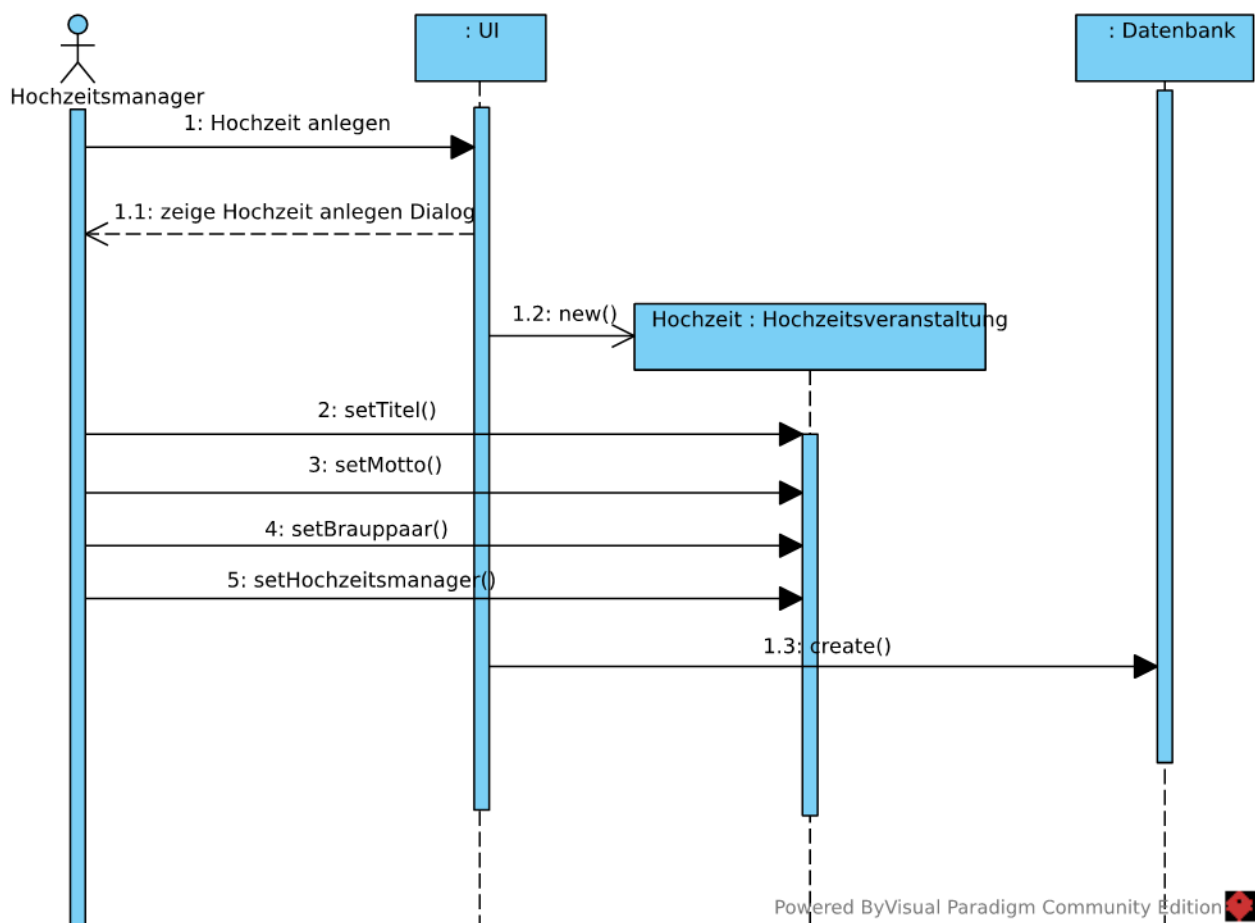 : UI
: Datenbank
Hochzeitsmanager
1: Hochzeit anlegen
1.1: zeige Hochzeit anlegen Dialog
1.2: new()
Hochzeit : Hochzeitsveranstaltung
2: setTitel()
3: setMotto()
4: setBrauppaar()
5: setHochzeitsmanager()
1.3: create()
Powered ByVisual Paradigm Community Edition